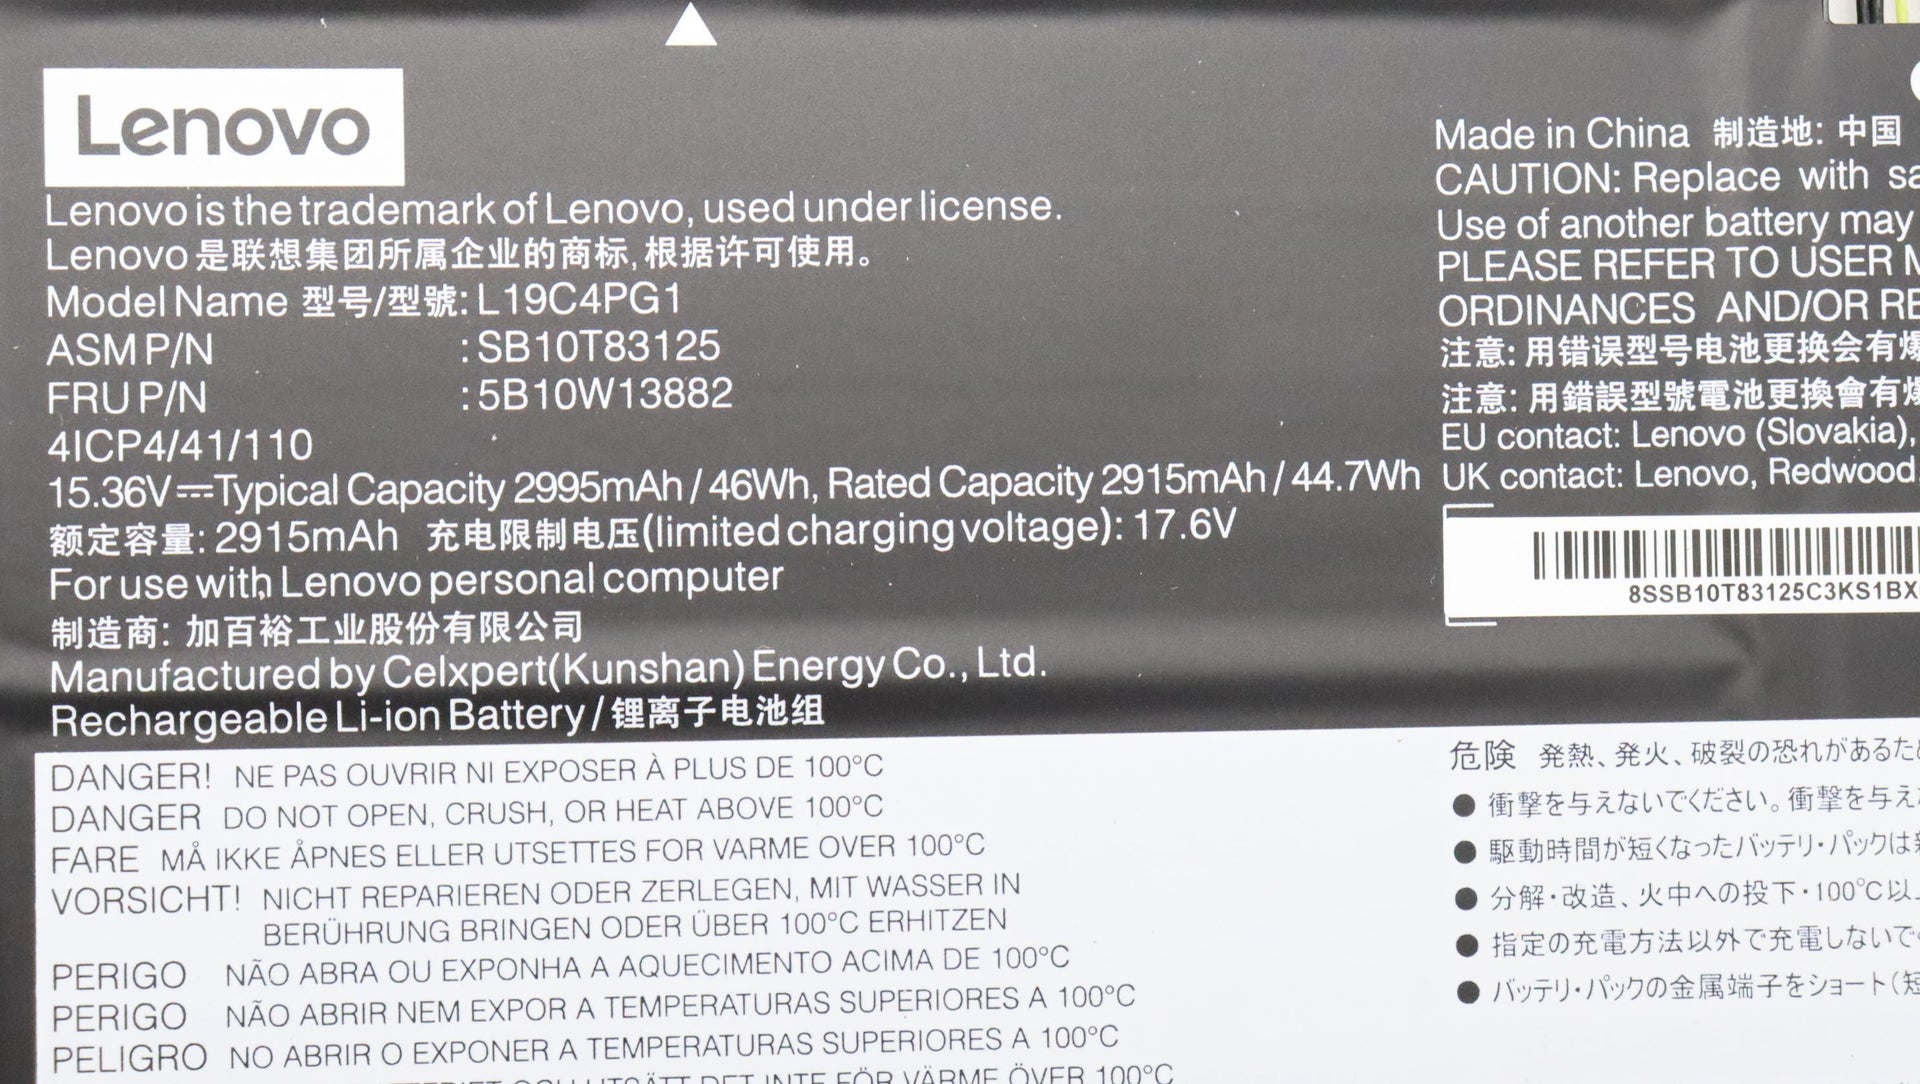 Lenovo
Lenovo is the trademark of Lenovo, used under license.
Lenovo 是联想集团所属企业的商标,根据许可使用。
Model Name 型号/型號: L19C4PG1
ASM P/N : SB10T83125
FRU P/N : 5B10W13882
4ICP4/41/110
15.36V⎓Typical Capacity 2995mAh / 46Wh, Rated Capacity 2915mAh / 44.7Wh
额定容量: 2915mAh 充电限制电压(limited charging voltage): 17.6V
For use with Lenovo personal computer
制造商: 加百裕工业股份有限公司
Manufactured by Celxpert(Kunshan) Energy Co., Ltd.
Rechargeable Li-ion Battery / 锂离子电池组
Made in China 制造地: 中国
CAUTION: Replace with
Use of another battery may
PLEASE REFER TO USER
ORDINANCES AND/OR
注意: 用错误型号电池更换会有
注意: 用錯誤型號電池更換會有
EU contact: Lenovo (Slovakia),
UK contact: Lenovo, Redwood
8SSB10T83125C3KS1BX
DANGER! NE PAS OUVRIR NI EXPOSER À PLUS DE 100°C
DANGER DO NOT OPEN, CRUSH, OR HEAT ABOVE 100°C
FARE MÅ IKKE ÅPNES ELLER UTSETTES FOR VARME OVER 100°C
VORSICHT! NICHT REPARIEREN ODER ZERLEGEN, MIT WASSER IN
BERÜHRUNG BRINGEN ODER ÜBER 100°C ERHITZEN
PERIGO NÃO ABRA OU EXPONHA A AQUECIMENTO ACIMA DE 100°C
PERIGO NÃO ABRIR NEM EXPOR A TEMPERATURAS SUPERIORES A 100°C
PELIGRO NO ABRIR O EXPONER A TEMPERATURAS SUPERIORES A 100°C
DET INTE FÖR VÄRME ÖVER 100°C
危険 発熱、発火、破裂の恐れがあるた
● 衝撃を与えないでください。衝撃を与え
● 駆動時間が短くなったバッテリ・パックは
● 分解・改造、火中への投下・100℃以
● 指定の充電方法以外で充電しないで
● バッテリ・パックの金属端子をショート(短